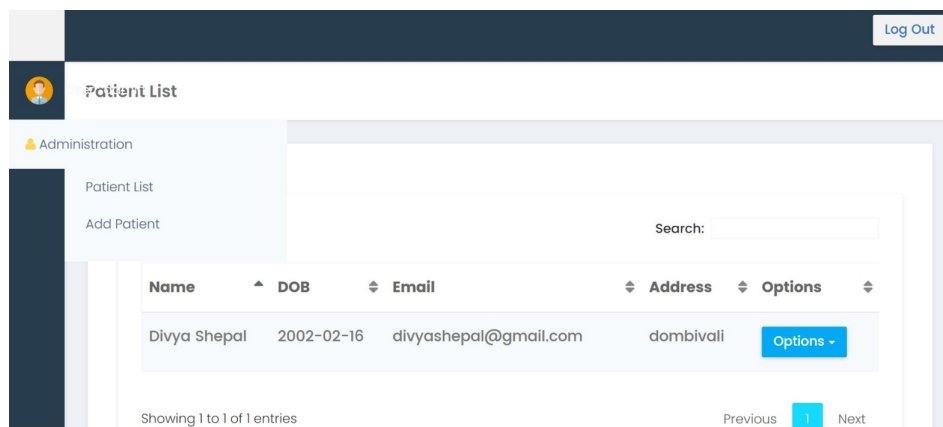 Log Out
Patient List
Administration
Patient List
Add Patient
Search:
Name DOB Email Address Options
Divya Shepal 2002-02-16 divyashepal@gmail.com dombivali Options
Showing 1 to 1 of 1 entries Previous 1 Next